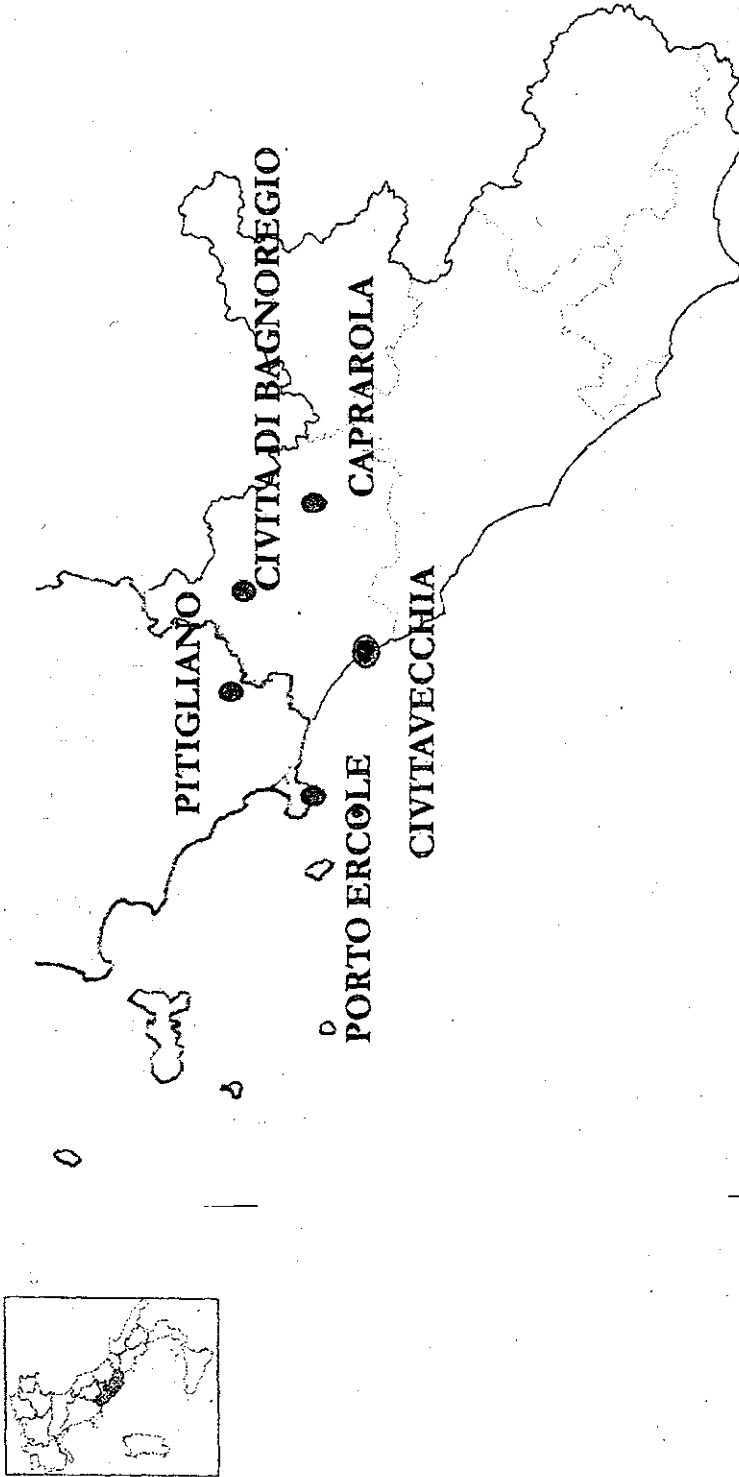 PITIGLIANO
CIVITA DI BAGNOREGIO
CAPRAROLA
PORTO ERCOLE
CIVITAVECCHIA